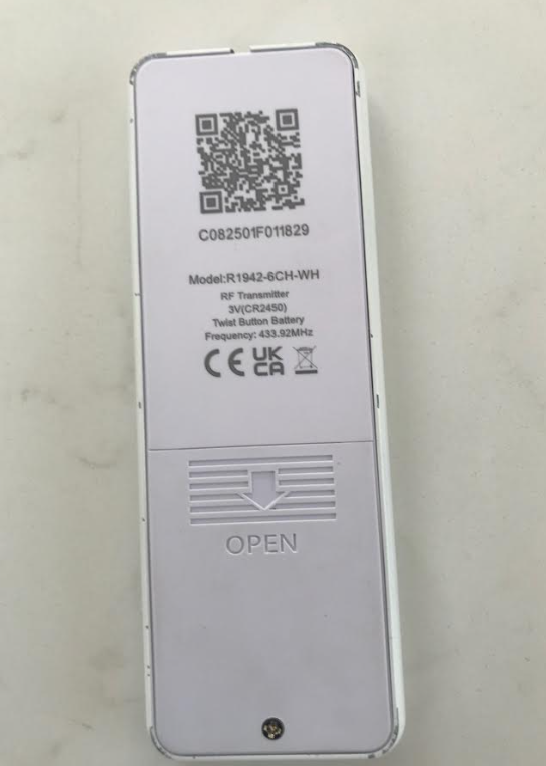 C082501F011829
Model:R1942-6CH-WH
RF Transmitter
3V(CR2450)
Twist Button Battery
Frequency: 433.92MHz
CE UK CA
OPEN